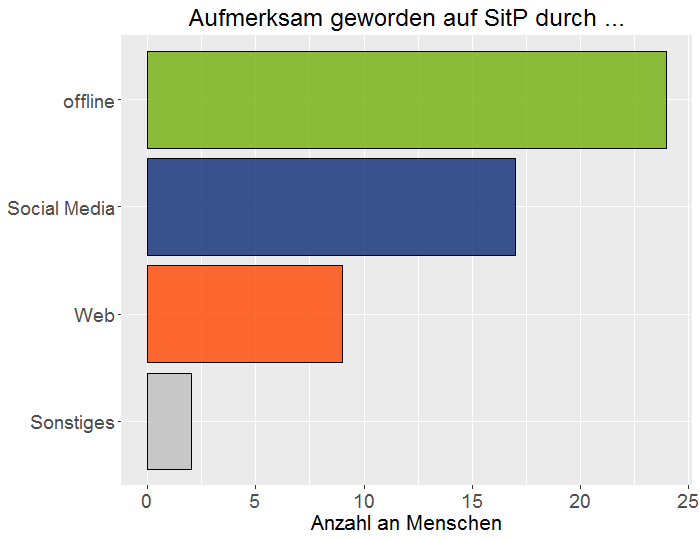 Aufmerksam geworden auf SitP durch ...
offline
Social Media
Web
Sonstiges
0 5 10 15 20 25
Anzahl an Menschen